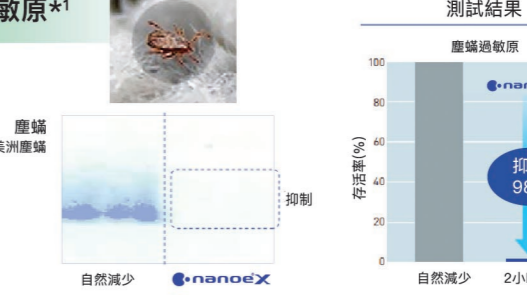 敏原*1
塵蟎
美洲塵蟎
抑制
自然減少
nanoe X
測試結果
塵蟎過敏原
存活率(%)
100
80
60
40
20
0
nan
抑
98
自然減少
2小